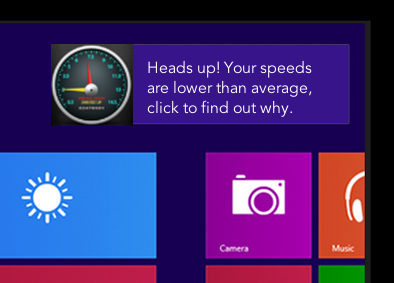 Heads up! Your speeds
are lower than average,
click to find out why.
Camera
Music